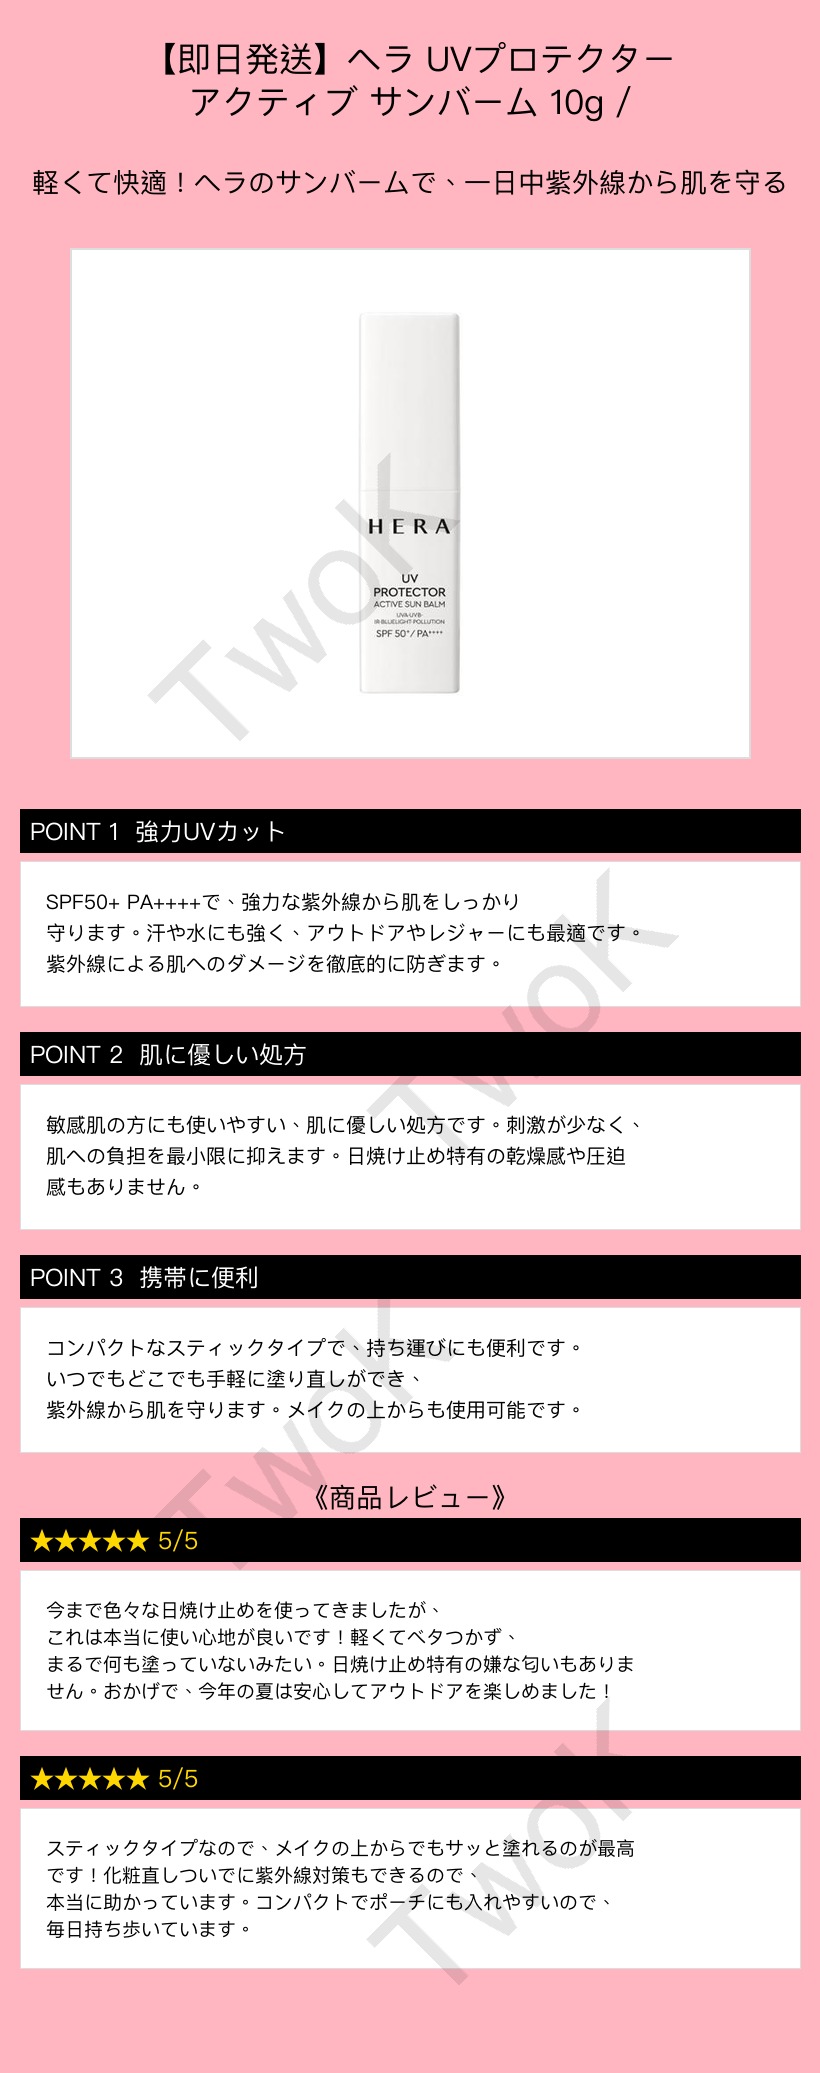 【即日発送】ヘラ UVプロテクター
アクティブ サンバーム 10g /
軽くて快適！ヘラのサンバームで、一日中紫外線から肌を守る
HERA
UV
PROTECTOR
ACTIVE SUN BALM
UVA·UVB·
IR·BLUELIGHT·POLLUTION
SPF 50+/ PA++++
TwoK
POINT 1 強力UVカット
SPF50+ PA++++で、強力な紫外線から肌をしっかり
守ります。汗や水にも強く、アウトドアやレジャーにも最適です。
紫外線による肌へのダメージを徹底的に防ぎます。
TwoK
POINT 2 肌に優しい処方
敏感肌の方にも使いやすい、肌に優しい処方です。刺激が少なく、
肌への負担を最小限に抑えます。日焼け止め特有の乾燥感や圧迫
感もありません。
POINT 3 携帯に便利
コンパクトなスティックタイプで、持ち運びにも便利です。
いつでもどこでも手軽に塗り直しができ、
紫外線から肌を守ります。メイクの上からも使用可能です。
TwoK
《商品レビュー》
★★★★★ 5/5
今まで色々な日焼け止めを使ってきましたが、
これは本当に使い心地が良いです！軽くてベタつかず、
まるで何も塗っていないみたい。日焼け止め特有の嫌な匂いもありま
せん。おかげで、今年の夏は安心してアウトドアを楽しめました！
★★★★★ 5/5
スティックタイプなので、メイクの上からでもサッと塗れるのが最高
です！化粧直しついでに紫外線対策もできるので、
本当に助かっています。コンパクトでポーチにも入れやすいので、
毎日持ち歩いています。
TwoK